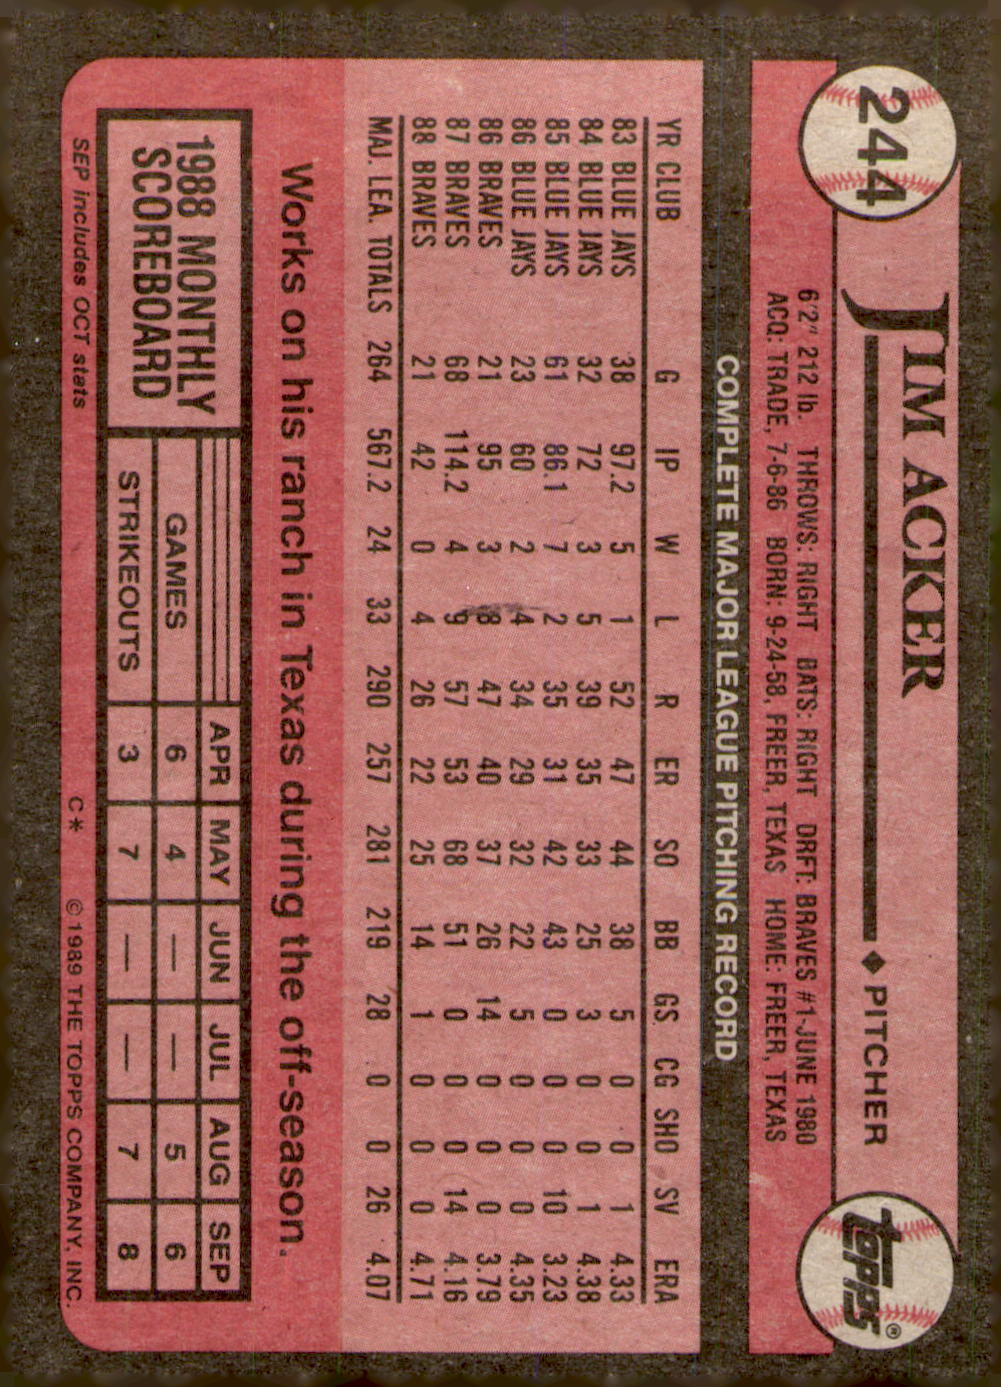 244
JIM ACKER ◆ PITCHER
topps®
6'2" 212 lb. THROWS: RIGHT BATS: RIGHT DRFT: BRAVES #1-JUNE 1980
ACQ: TRADE, 7-6-86 BORN: 9-24-58, FREER, TEXAS HOME: FREER, TEXAS
COMPLETE MAJOR LEAGUE PITCHING RECORD
YR CLUB G IP W L R ER SO BB GS CG SHO SV ERA
83 BLUE JAYS 38 97.2 5 1 52 47 44 38 5 0 0 1 4.33
84 BLUE JAYS 32 72 3 5 39 35 33 25 3 0 0 1 4.38
85 BLUE JAYS 61 86.1 7 2 35 31 42 43 0 0 0 10 3.23
86 BLUE JAYS 23 60 2 4 34 29 32 22 5 0 0 0 4.35
86 BRAVES 21 95 3 8 47 40 37 26 14 0 0 0 3.79
87 BRAVES 68 114.2 4 9 57 53 68 51 0 0 0 14 4.16
88 BRAVES 21 42 0 4 26 22 25 14 1 0 0 0 4.71
MAJ. LEA. TOTALS 264 567.2 24 33 290 257 281 219 28 0 0 26 4.07
Works on his ranch in Texas during the off-season.
1988 MONTHLY
SCOREBOARD
APR MAY JUN JUL AUG SEP
GAMES 6 4 — — 5 6
STRIKEOUTS 3 7 — — 7 8
SEP includes OCT stats
C* © 1989 THE TOPPS COMPANY, INC.